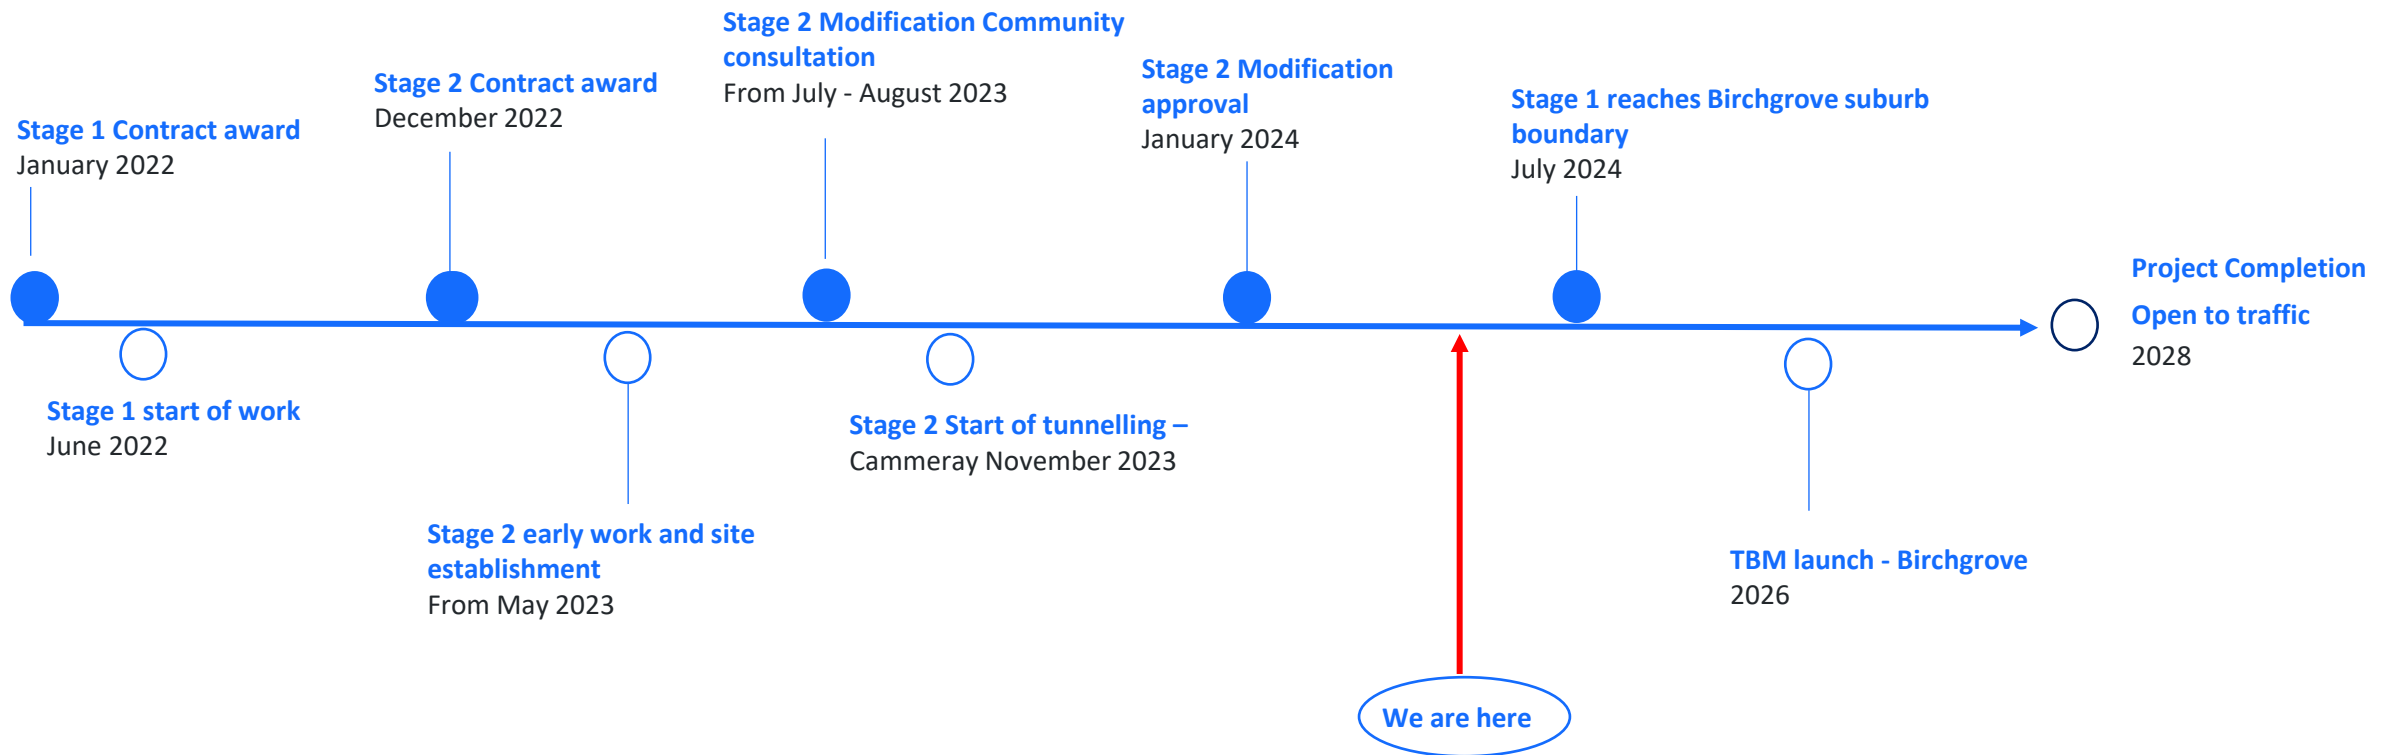 Stage 1 Contract award
January 2022
Stage 2 Contract award
December 2022
Stage 2 Modification Community
consultation
From July - August 2023
Stage 2 Modification
approval
January 2024
Stage 1 reaches Birchgrove suburb
boundary
July 2024
Project Completion
Open to traffic
2028
Stage 1 start of work
June 2022
Stage 2 early work and site
establishment
From May 2023
Stage 2 Start of tunnelling –
Cammeray November 2023
TBM launch - Birchgrove
2026
We are here